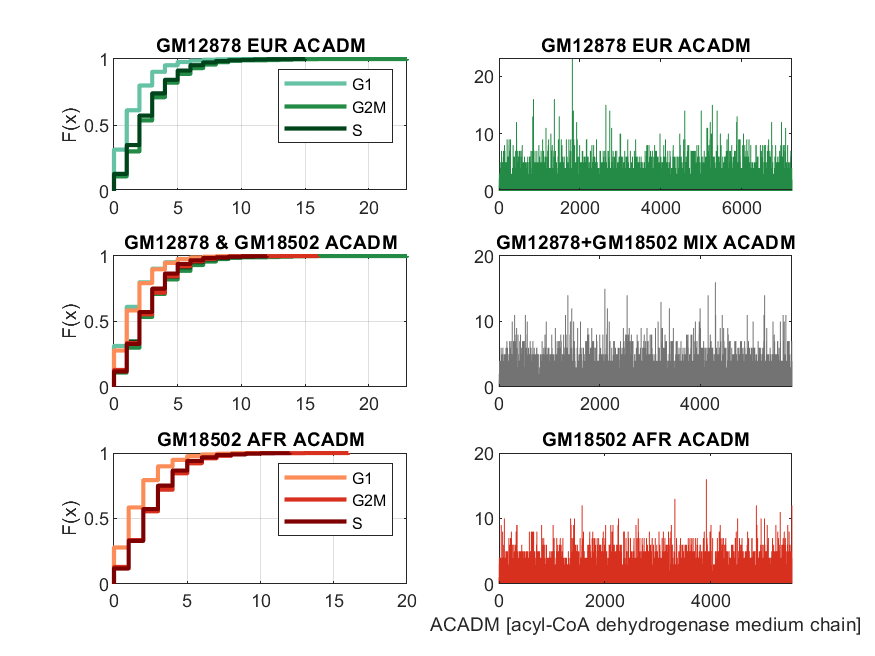 GM12878 EUR ACADM
F(x)
1
0.5
0
0 5 10 15 20
G1
G2M
S
GM12878 EUR ACADM
20
10
0
0 2000 4000 6000
GM12878 & GM18502 ACADM
F(x)
1
0.5
0
0 5 10 15 20
GM12878+GM18502 MIX ACADM
20
10
0
0 2000 4000
GM18502 AFR ACADM
F(x)
1
0.5
0
0 5 10 15 20
G1
G2M
S
GM18502 AFR ACADM
20
10
0
0 2000 4000
ACADM [acyl-CoA dehydrogenase medium chain]